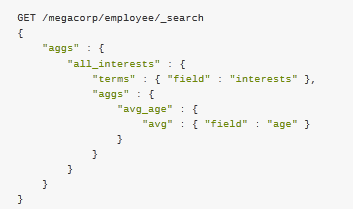 GET /megacorp/employee/_search
{
    "aggs" : {
        "all_interests" : {
            "terms" : { "field" : "interests" },
            "aggs" : {
                "avg_age" : {
                    "avg" : { "field" : "age" }
                }
            }
        }
    }
}